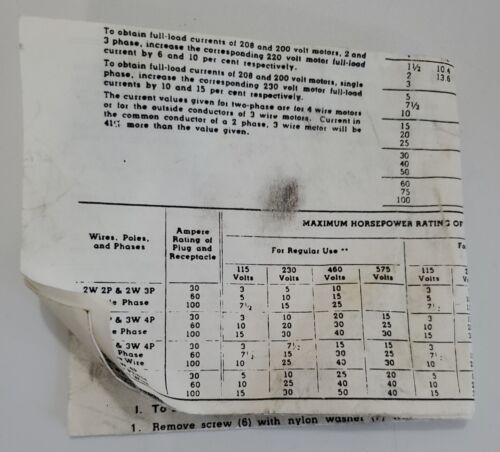 To obtain full-load currents of 208 and 200 volt motors, 2 and
3 phase, increase the corresponding 220 volt motor full-load
current by 6 and 10 per cent respectively.
To obtain full-load currents of 208 and 200 volt motors, single
phase, increase the corresponding 230 volt motor full-load
currents by 10 and 15 per cent respectively.
The current values given for two-phase are for 4 wire motors
or for the outside conductors of 3 wire motors. Current in
the common conductor of a 2 phase, 3 wire motor will be
41% more than the value given.
1½ 10.4
2 13.6
3
5
7½
10
15
20
25
30
40
50
60
75
100
Wires, Poles, and Phases
Ampere Rating of Plug and Receptacle
MAXIMUM HORSEPOWER RATING OF
For Regular Use **
115 Volts 230 Volts 460 Volts 575 Volts 115 Volts
2W 2P & 2W 3P 30 3 5 10 3
Phase 60 5 10 15 5
100 7½ 15 25 7½
P & 3W 4P 30 3 10 20 15 3
e Phase 60 10 20 30 25 10
100 15 30 40 30 15
& 3W 4P 30 3 7½ 15 15 3
Phase 60 7½ 15 30 25 7½
Wire 100 10 25 40 30 10
30 5 10 25 20 5
60 10 25 40 40 10
100 15 30 50 40 15
1. To
1. Remove screw (6) with nylon washer